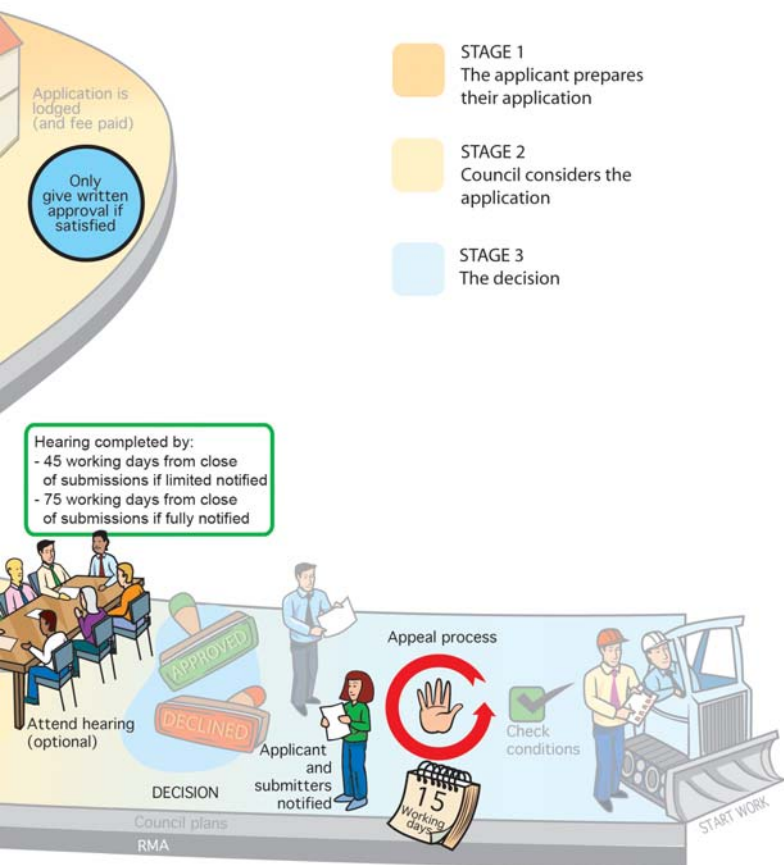 Application is
lodged
(and fee paid)
Only
give written
approval if
satisfied
STAGE 1
The applicant prepares
their application
STAGE 2
Council considers the
application
STAGE 3
The decision
Hearing completed by:
- 45 working days from close
of submissions if limited notified
- 75 working days from close
of submissions if fully notified
Attend hearing
(optional)
APPROVED
DECLINED
DECISION
Applicant
and
submitters
notified
Appeal process
15
Working
days
Check
conditions
START WORK
Council plans
RMA